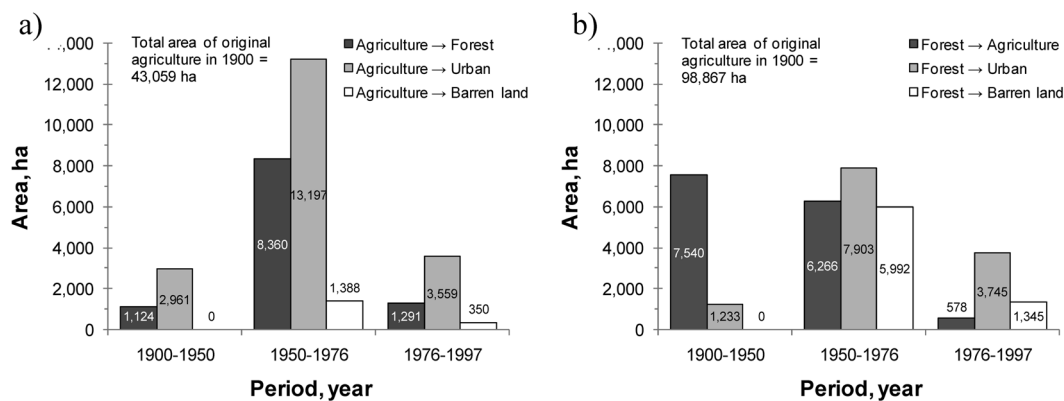 a)
Total area of original
agriculture in 1900 =
43,059 ha
Agriculture → Forest
Agriculture → Urban
Agriculture → Barren land
12,000
10,000
8,000
6,000
4,000
2,000
0
Area, ha
1,124
2,961
0
8,360
13,197
1,388
1,291
3,559
350
1900-1950
1950-1976
1976-1997
Period, year
b)
Total area of original
agriculture in 1900 =
98,867 ha
Forest → Agriculture
Forest → Urban
Forest → Barren land
12,000
10,000
8,000
6,000
4,000
2,000
0
Area, ha
7,540
1,233
0
6,266
7,903
5,992
578
3,745
1,345
1900-1950
1950-1976
1976-1997
Period, year